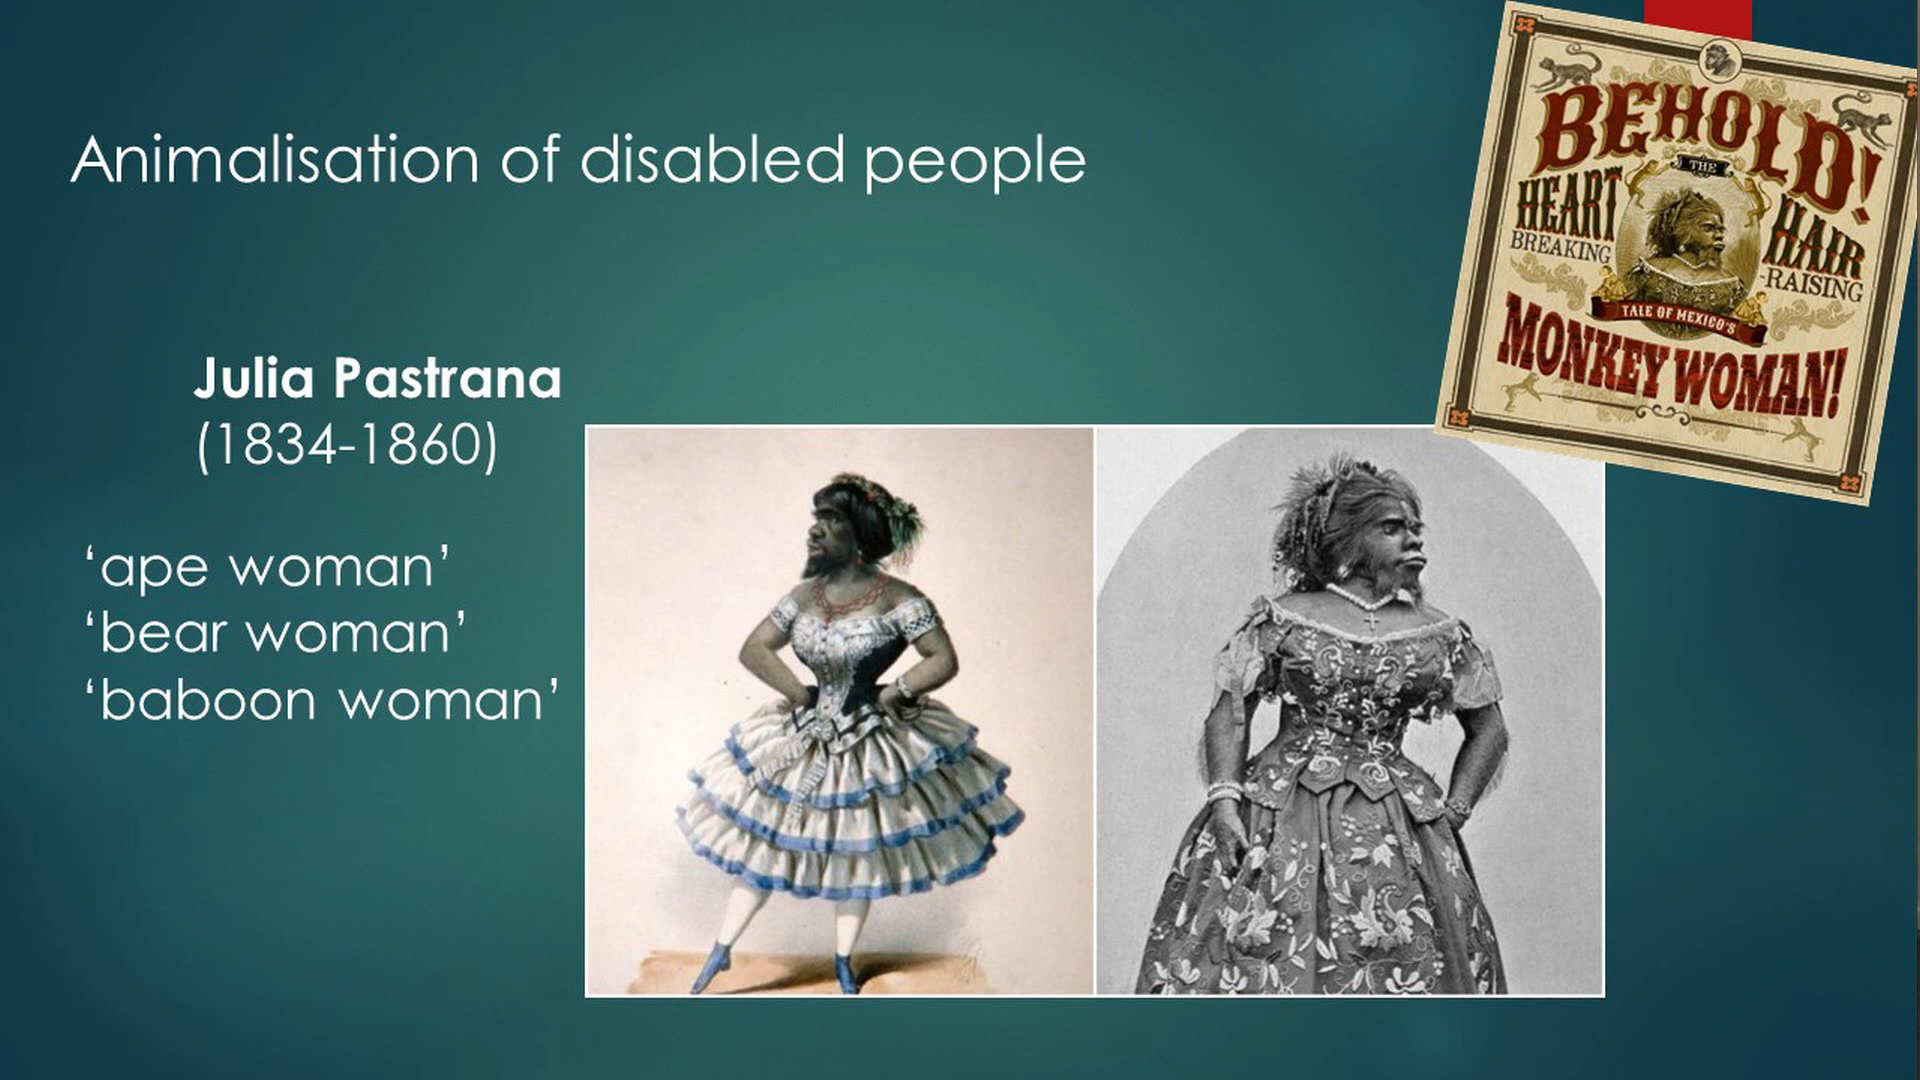 Animalisation of disabled people
Julia Pastrana
(1834-1860)
‘ape woman’
‘bear woman’
‘baboon woman’
BEHOLD!
THE
HEART
BREAKING
HAIR
-RAISING
TALE OF MEXICO'S
MONKEY WOMAN!